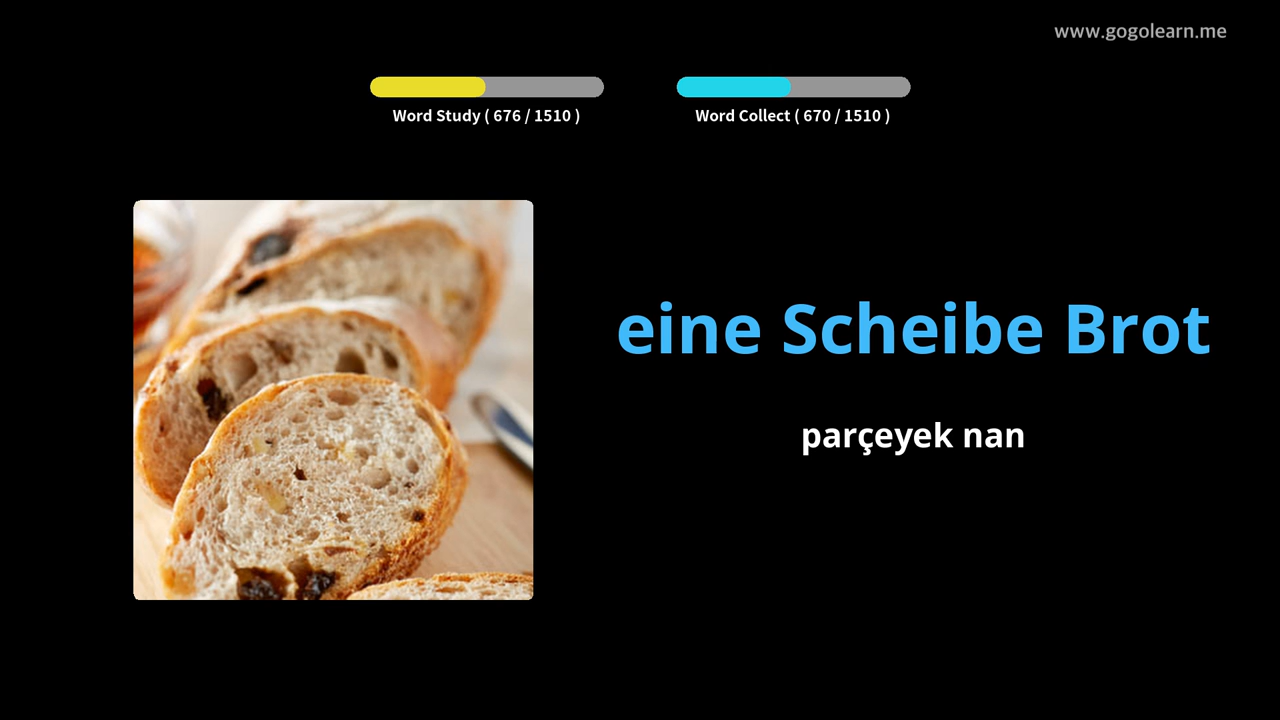 www.gogolearn.me
Word Study ( 676 / 1510 )
Word Collect ( 670 / 1510 )
eine Scheibe Brot
parçeyek nan